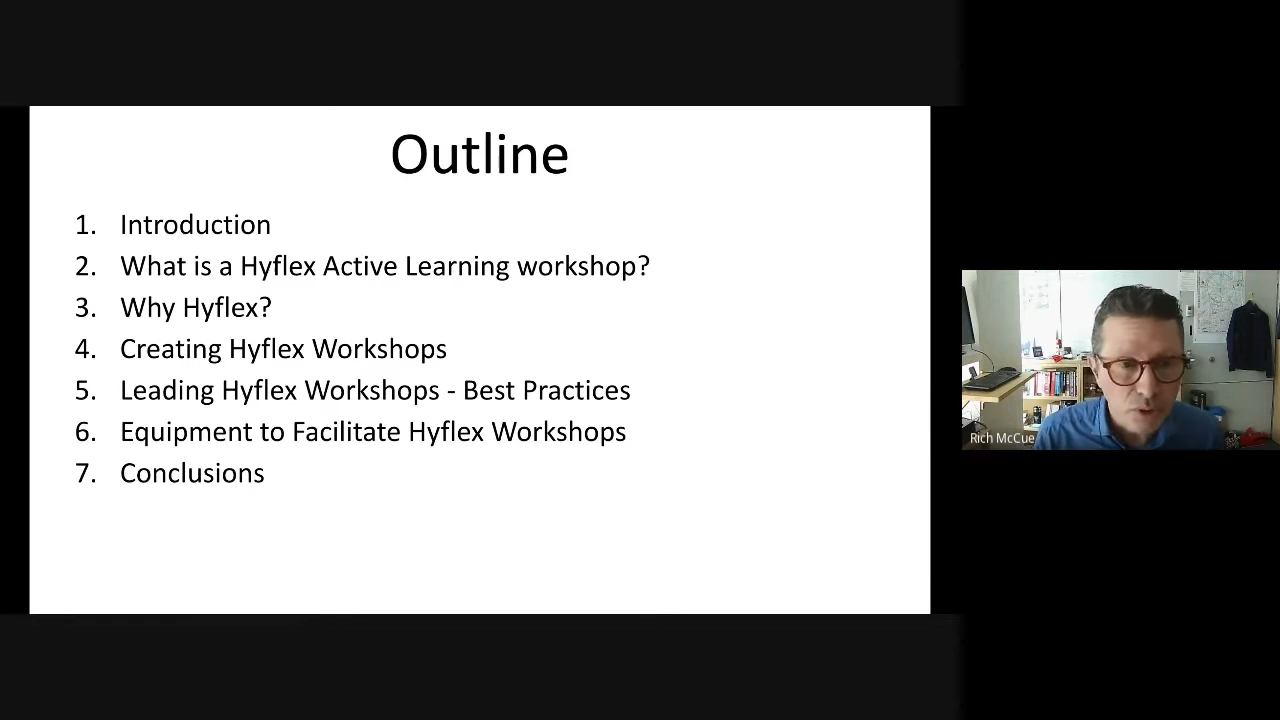 Outline
1. Introduction
2. What is a Hyflex Active Learning workshop?
3. Why Hyflex?
4. Creating Hyflex Workshops
5. Leading Hyflex Workshops - Best Practices
6. Equipment to Facilitate Hyflex Workshops
7. Conclusions
Rich McCue